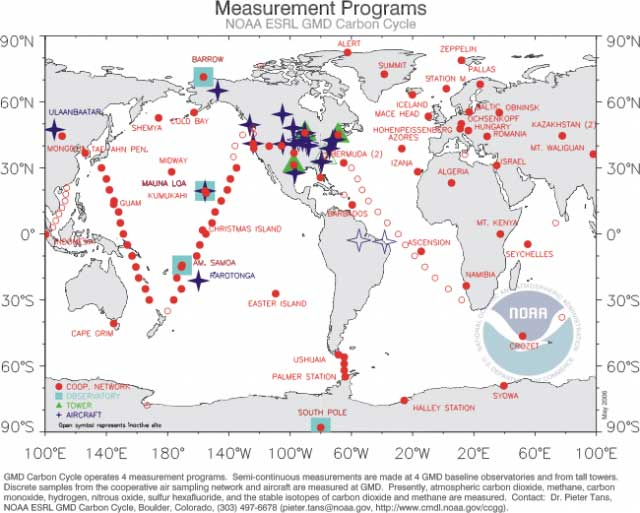 Measurement Programs
NOAA ESRL GMD Carbon Cycle
90°N
60°N
30°N
0°
30°S
60°S
90°S
90°N
60°N
30°N
0°
30°S
60°S
90°S
ALERT
ZEPPELIN
BARROW
SUMMIT
PALLAS
STATION M
ULAANBAATAR
COLD BAY
SHEMYA
ICELAND
MACE HEAD
BALTIC
OBNINSK
OCHSENKOPF
HOHENPEISSENBERG
HUNGARY
KAZAKHSTAN (2)
AZORES
ROMANIA
MT. WALIGUAN
TAE-AHN PEN.
MIDWAY
BERMUDA (2)
IZANA
ISRAEL
ALGERIA
MAUNA LOA
KUMUKAHI
GUAM
BARBADOS
CHRISTMAS ISLAND
MT. KENYA
INDONESIA
ASCENSION
SEYCHELLES
AM. SAMOA
RAROTONGA
NAMIBIA
EASTER ISLAND
CAPE GRIM
NOAA
CROZET
USHUAIA
PALMER STATION
COOP. NETWORK
OBSERVATORY
TOWER
AIRCRAFT
Open symbol represents inactive site
SYOWA
HALLEY STATION
SOUTH POLE
May 2006
100°E
140°E
180°
140°W
100°W
60°W
20°W
20°E
60°E
100°E
GMD Carbon Cycle operates 4 measurement programs. Semi-continuous measurements are made at 4 GMD baseline observatories and from tall towers.
Discrete samples from the cooperative air sampling network and aircraft are measured at GMD. Presently, atmospheric carbon dioxide, methane, carbon
monoxide, hydrogen, nitrous oxide, sulfur hexafluoride, and the stable isotopes of carbon dioxide and methane are measured. Contact: Dr. Pieter Tans,
NOAA ESRL GMD Carbon Cycle, Boulder, Colorado, (303) 497-6678 (pieter.tans@noaa.gov, http://www.cmdl.noaa.gov/ccgg).